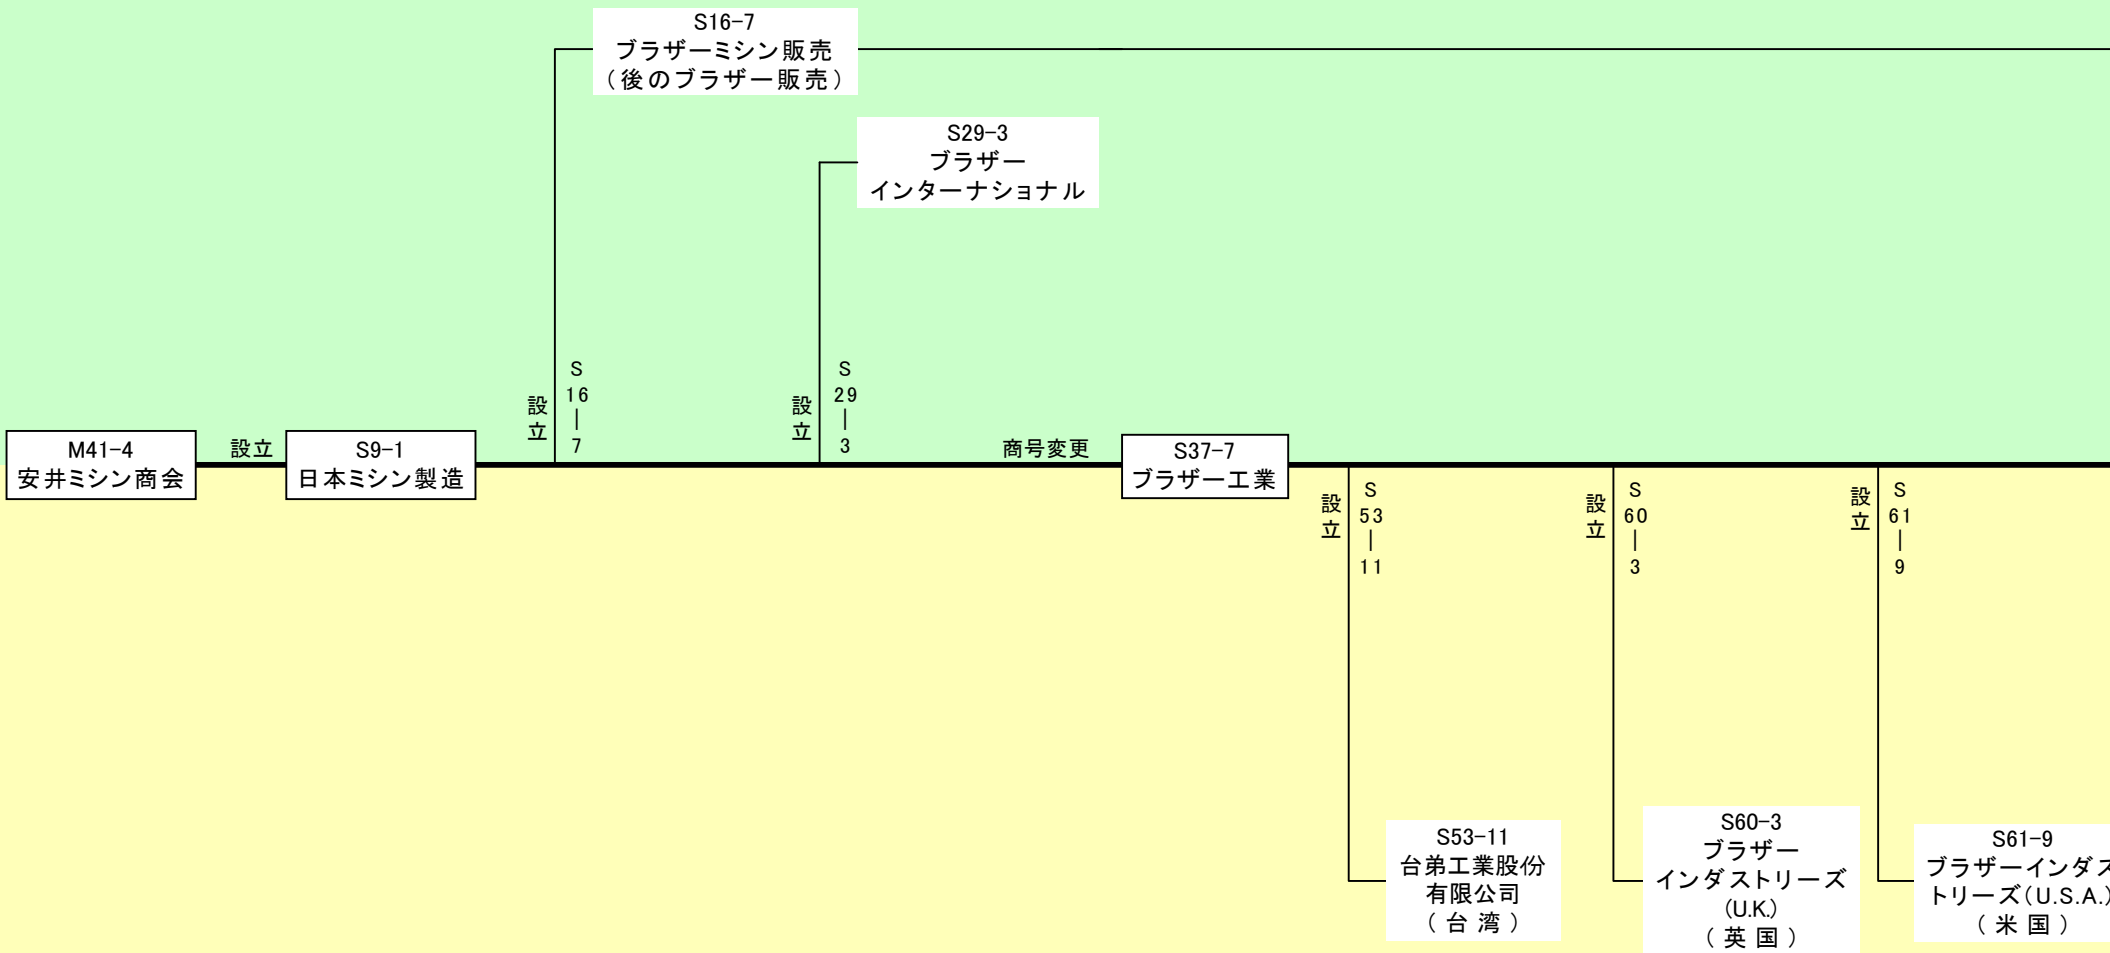 S16-7
ブラザーミシン販売
(後のブラザー販売)
S29-3
ブラザー
インターナショナル
設立
S
16
|
7
設立
S
29
|
3
M41-4
安井ミシン商会
設立
S9-1
日本ミシン製造
商号変更
S37-7
ブラザー工業
設立
S
53
|
11
設立
S
60
|
3
設立
S
61
|
9
S53-11
台弟工業股份
有限公司
(台湾)
S60-3
ブラザー
インダストリーズ
(U.K.)
(英国)
S61-9
ブラザーインダス
トリーズ(U.S.A.)
(米国)